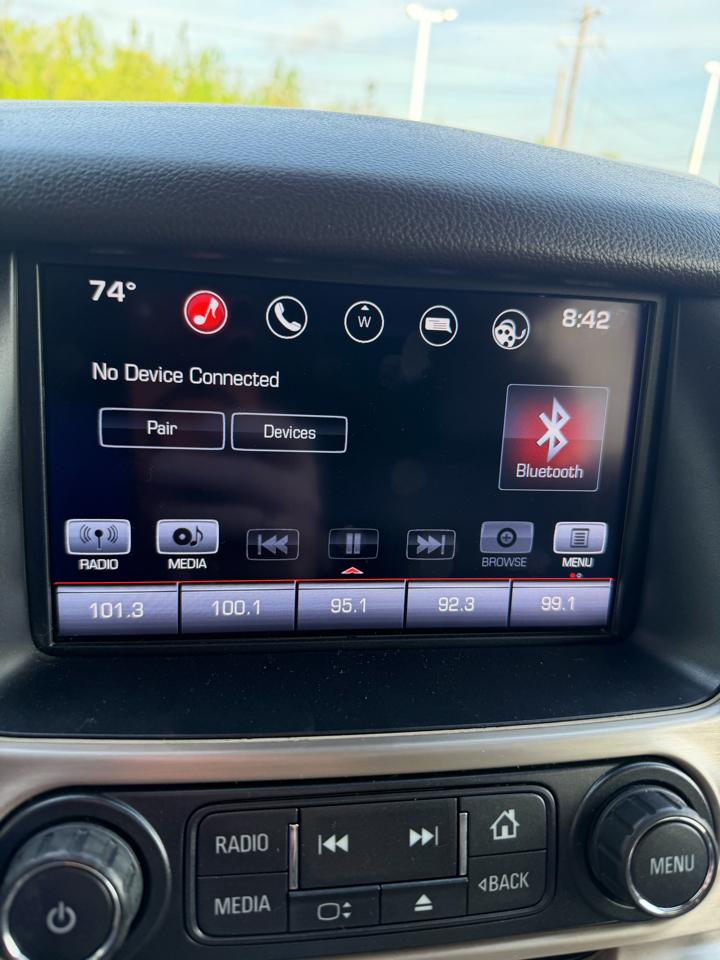 74°
W
8:42
No Device Connected
Pair
Devices
Bluetooth
RADIO
MEDIA
BROWSE
MENU
101.3
100.1
95.1
92.3
99.1
RADIO
MEDIA
BACK
MENU